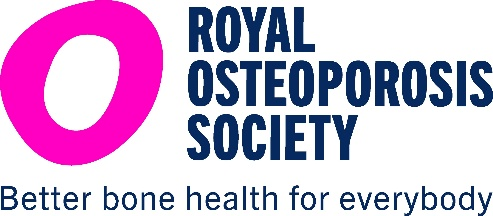 ROYAL
OSTEOPOROSIS
SOCIETY
Better bone health for everybody